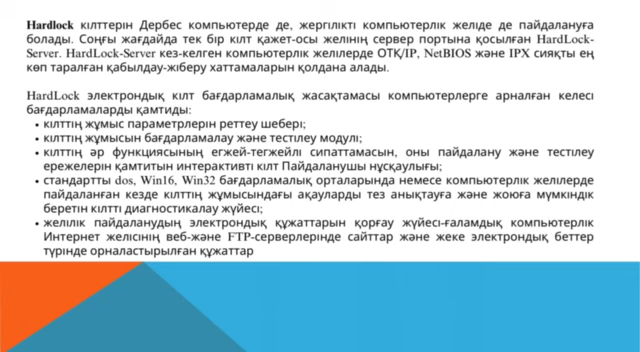 Hardlock кілттерін Дербес компьютерде де, жергілікті компьютерлік желіде де пайдалануға
болады. Соңғы жағдайда тек бір кілт қажет-осы желінің сервер портына қосылған HardLock-
Server. HardLock-Server кез-келген компьютерлік желілерде ОТҚ/IP, NetBIOS және IPX сияқты ең
көп таралған қабылдау-жіберу хаттамаларын қолдана алады.
HardLock электрондық кілт бағдарламалық жасақтамасы компьютерлерге арналған келесі
бағдарламаларды қамтиды:
• кілттің жұмыс параметрлерін реттеу шебері;
• кілттің жұмысын бағдарламалау және тестілеу модулі;
• кілттің әр функциясының егжей-тегжейлі сипаттамасын, оны пайдалану және тестілеу
ережелерін қамтитын интерактивті кілт Пайдаланушы нұсқаулығы;
• стандартты dos, Win16, Win32 бағдарламалық орталарында немесе компьютерлік желілерде
пайдаланған кезде кілттің жұмысындағы ақауларды тез анықтауға және жоюға мүмкіндік
беретін кілтті диагностикалау жүйесі;
• желілік пайдаланудың электрондық құжаттарын қорғау жүйесі-ғаламдық компьютерлік
Интернет желісінің веб-және FTP-серверлерінде сайттар және жеке электрондық беттер
түрінде орналастырылған құжаттар